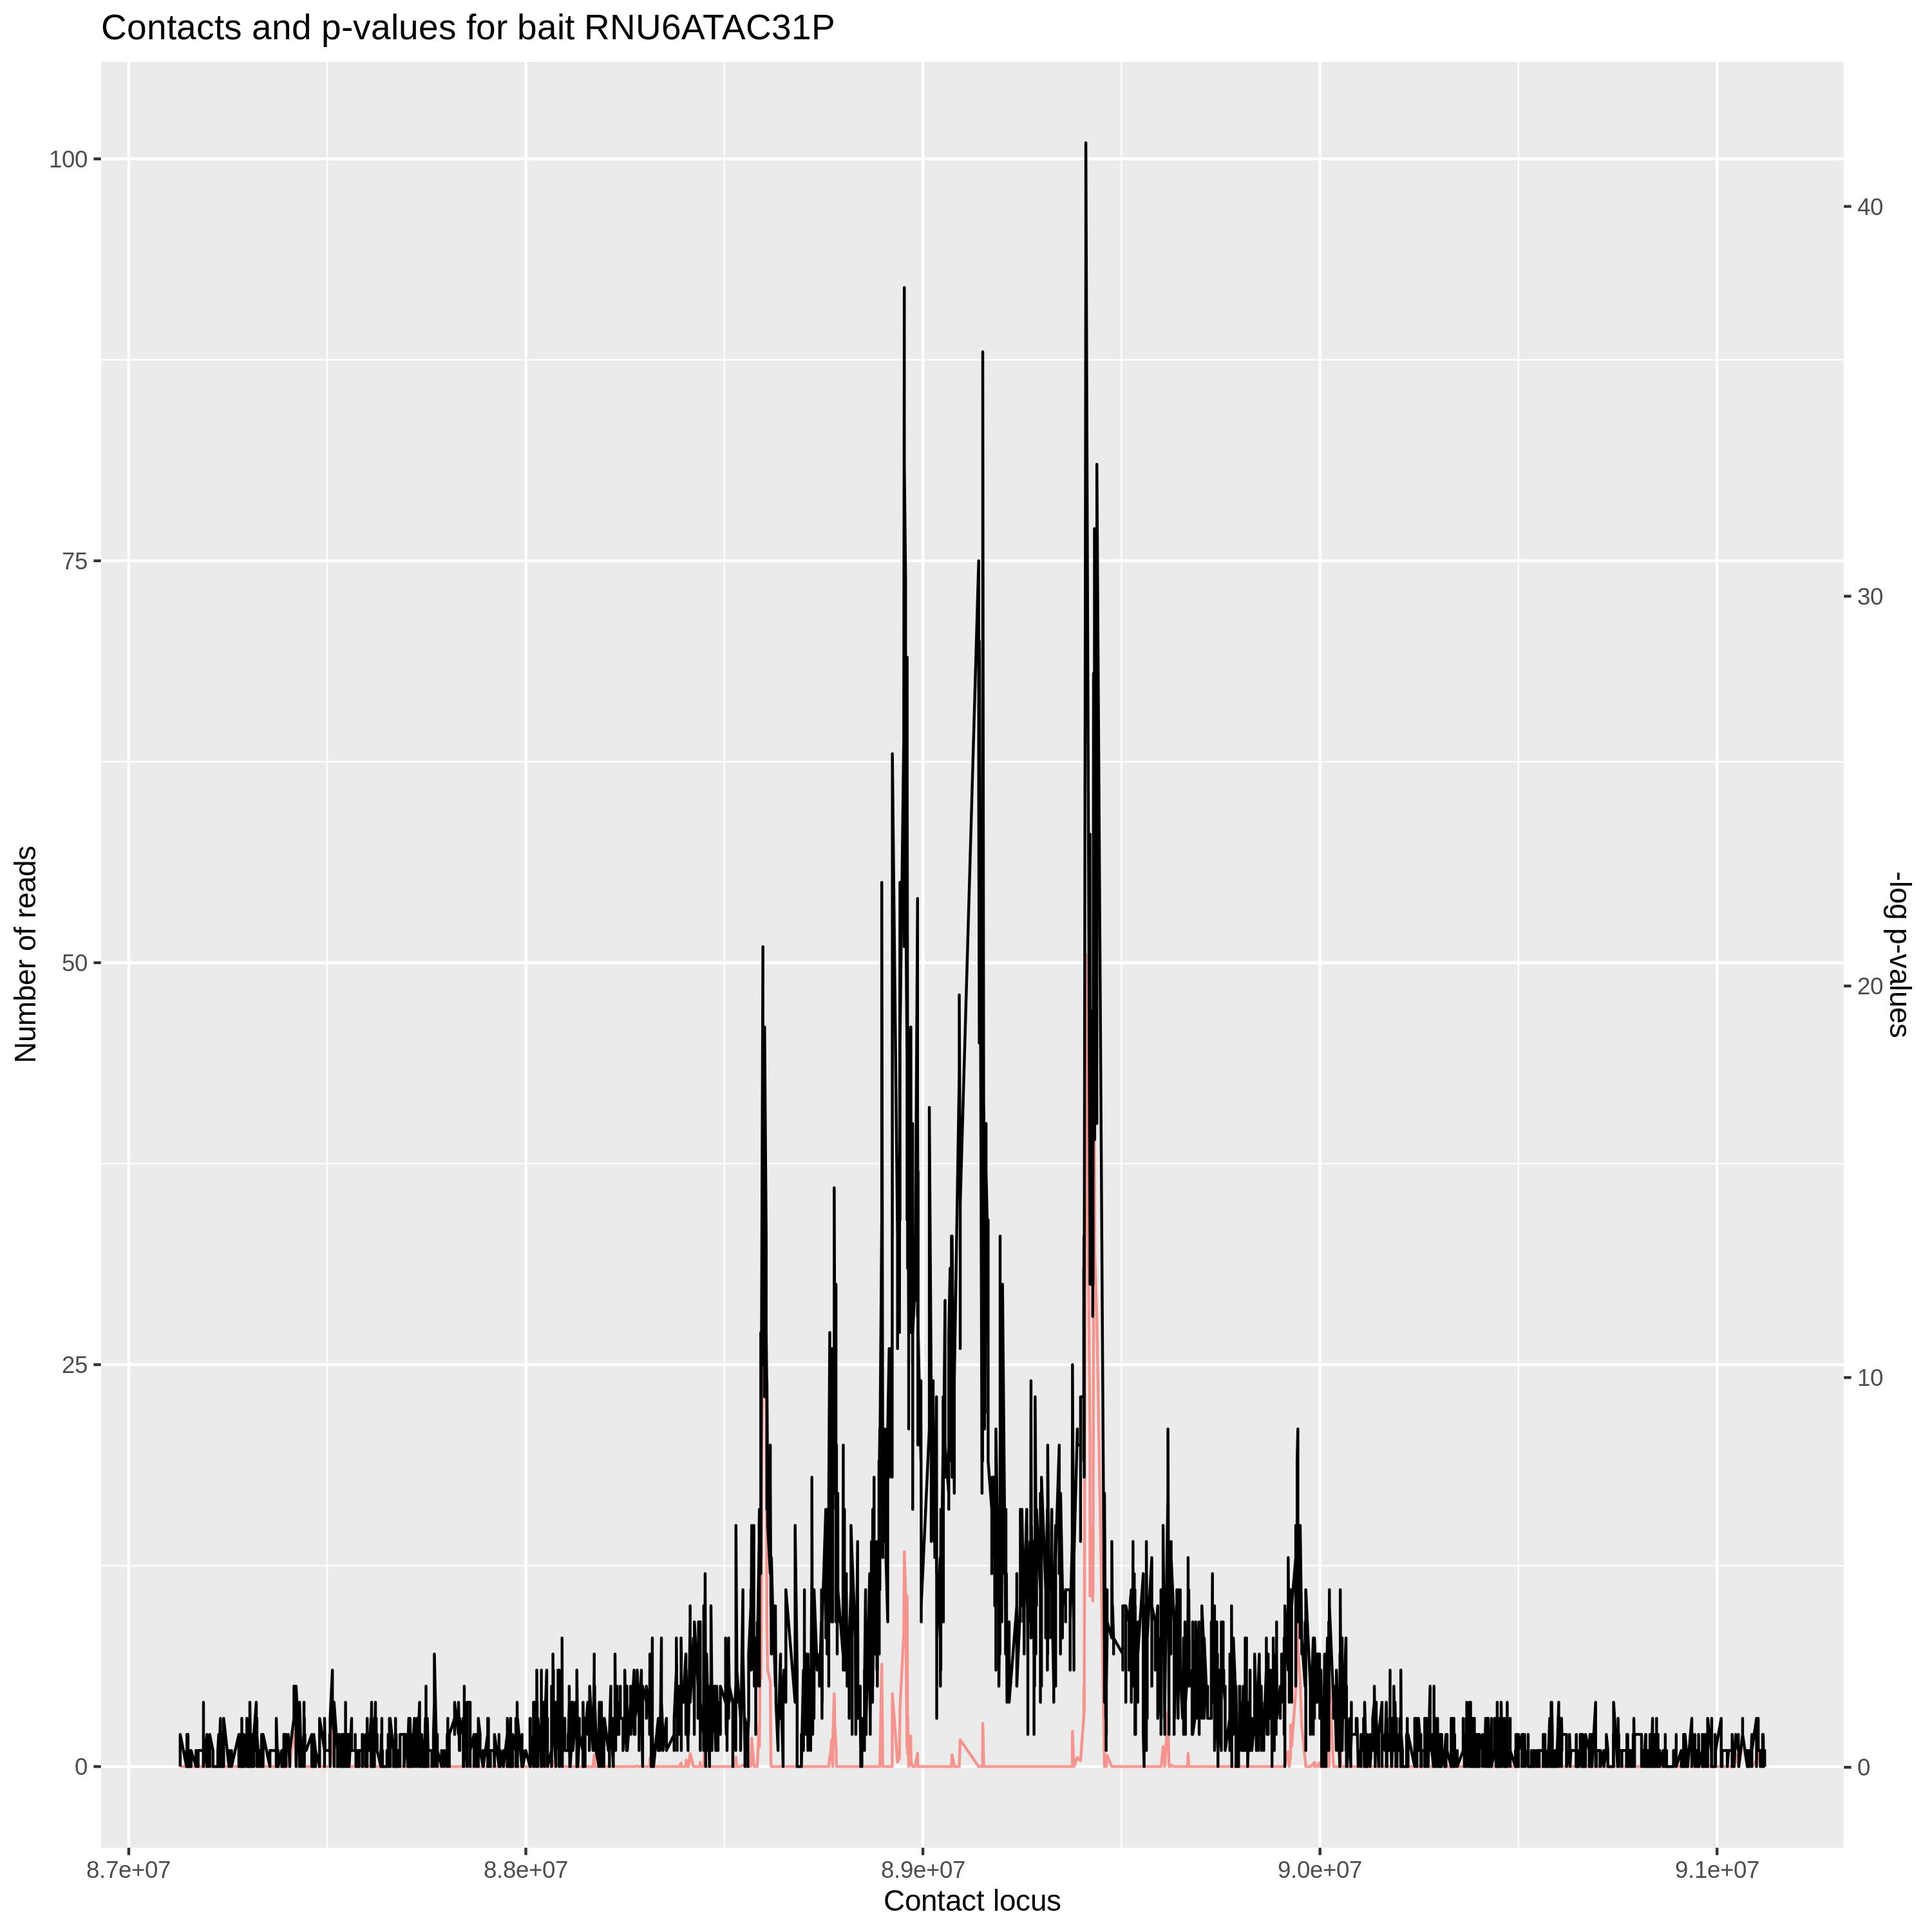 Contacts and p-values for bait RNU6ATAC31P
100
75
50
25
0
Number of reads
40
30
20
10
0
-log p-values
8.7e+07
8.8e+07
8.9e+07
9.0e+07
9.1e+07
Contact locus